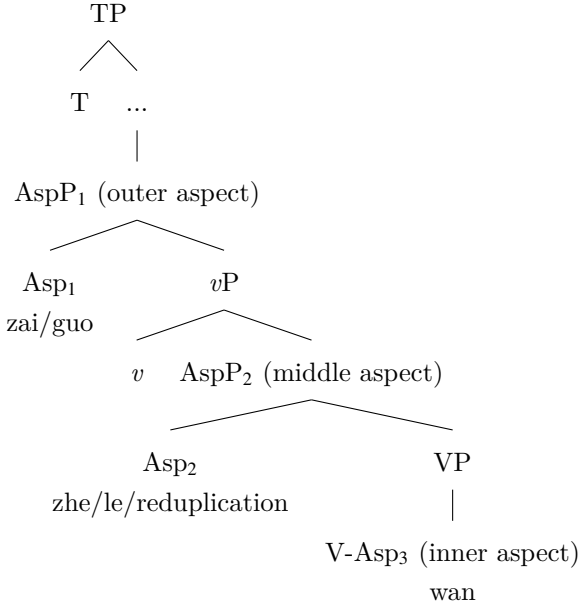 TP
T ...
AspP₁ (outer aspect)
Asp₁ vP
zai/guo
v AspP₂ (middle aspect)
Asp₂ VP
zhe/le/reduplication
V-Asp₃ (inner aspect)
wan